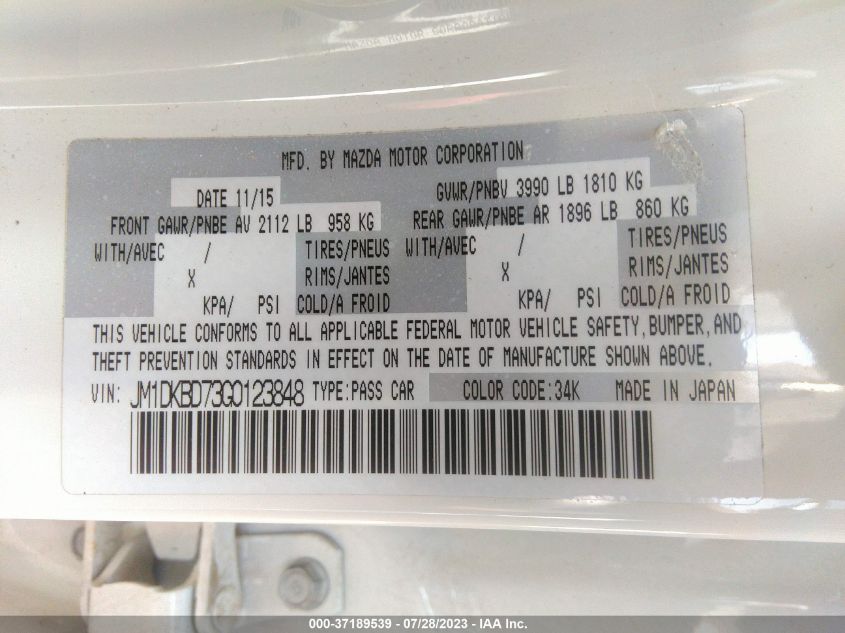 MFD. BY MAZDA MOTOR CORPORATION
DATE 11/15 GVWR/PNBV 3990 LB 1810 KG
FRONT GAWR/PNBE AV 2112 LB 958 KG REAR GAWR/PNBE AR 1896 LB 860 KG
WITH/AVEC / TIRES/PNEUS WITH/AVEC / TIRES/PNEUS
X RIMS/JANTES X RIMS/JANTES
KPA/ PSI COLD/A FROID KPA/ PSI COLD/A FROID
THIS VEHICLE CONFORMS TO ALL APPLICABLE FEDERAL MOTOR VEHICLE SAFETY, BUMPER, AND
THEFT PREVENTION STANDARDS IN EFFECT ON THE DATE OF MANUFACTURE SHOWN ABOVE.
VIN: JM1DKBD73G0123848 TYPE: PASS CAR COLOR CODE: 34K MADE IN JAPAN
000-37189539 / 07/28/2023 - IAA Inc.